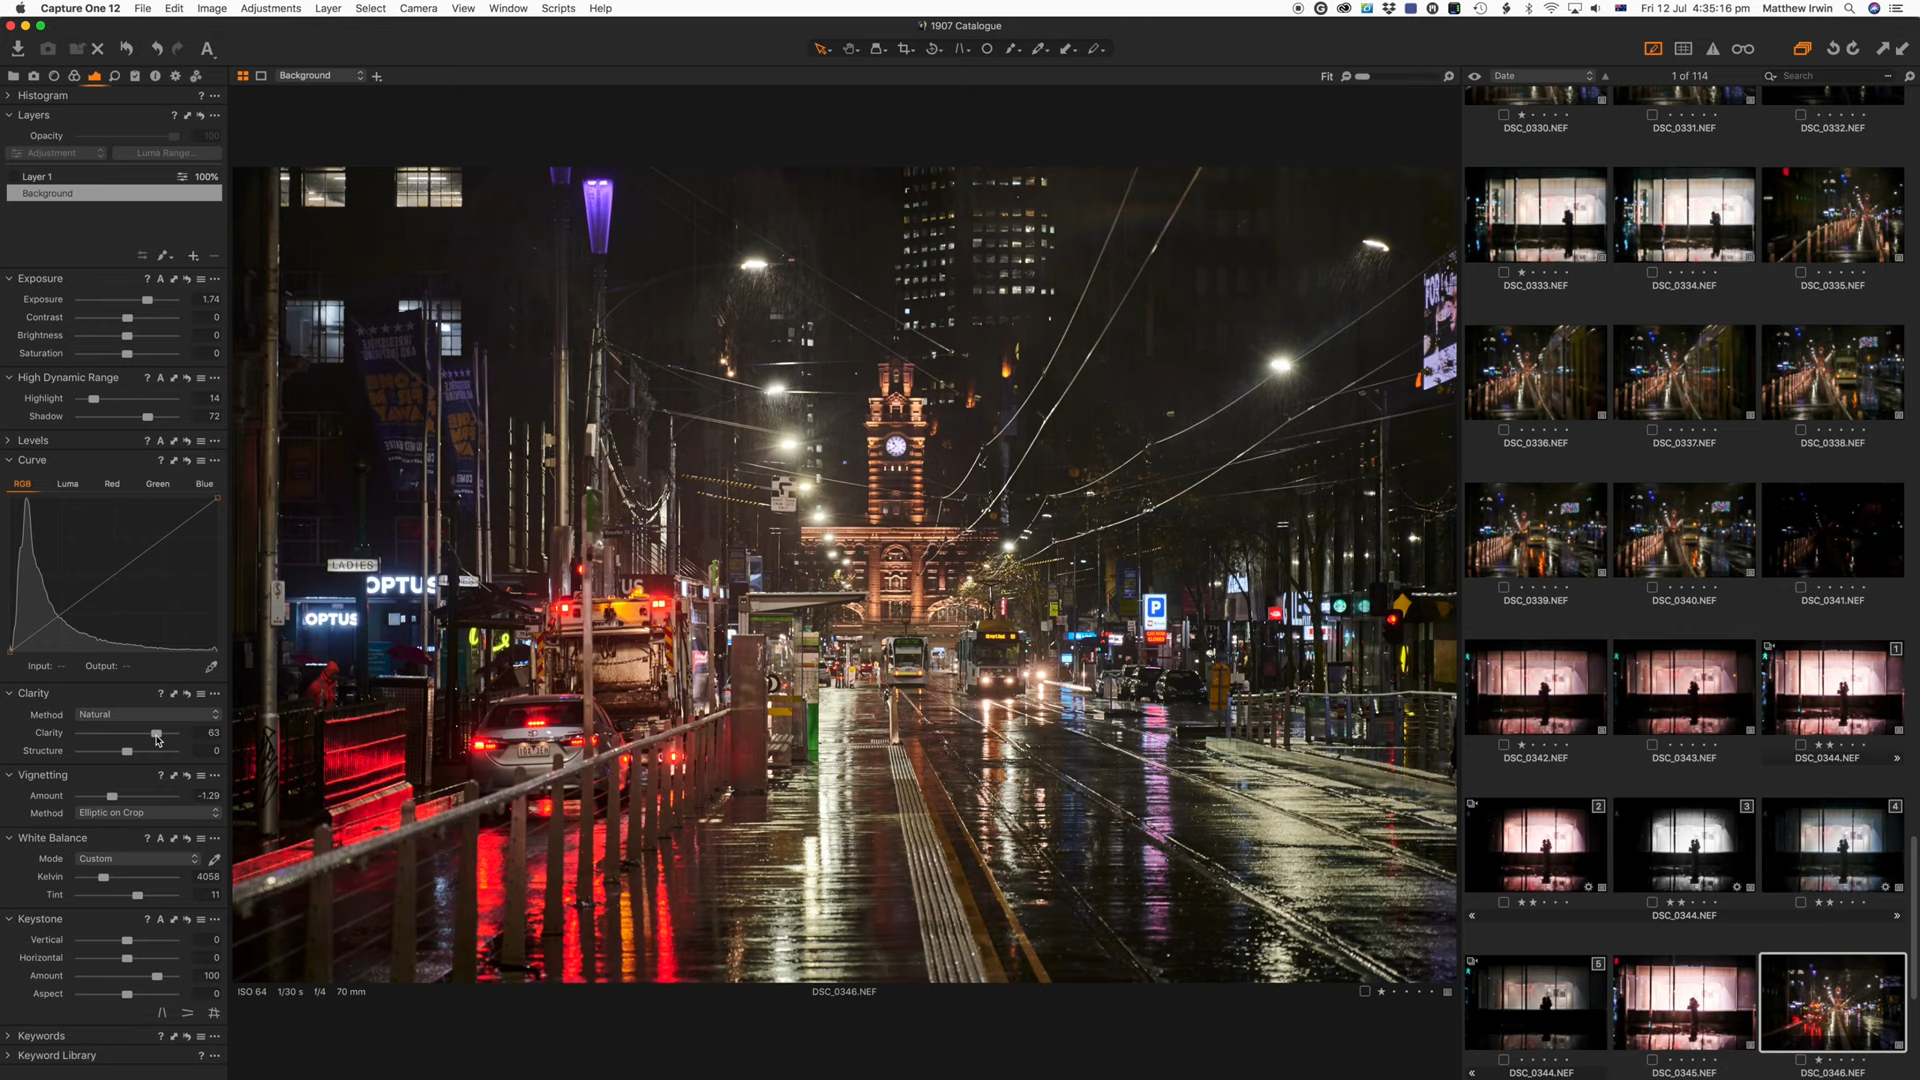 Capture One 12 File Edit View Image Adjustments Layer Select Camera View Window Scripts Help
Fri 12 Jul 4:35:16 pm Matthew Irwin
1907 Catalogue
Background
Fit
Date
1 of 114
Search
Histogram
Layers
Opacity 100
Adjustment Luma Range...
Layer 1 100%
Background
Exposure
Exposure 1.74
Contrast 0
Brightness 0
Saturation 0
High Dynamic Range
Highlight 14
Shadow 72
Levels
Curve
RGB Luma Red Green Blue
Input: -- Output: --
Clarity
Method Natural
Clarity 63
Structure 0
Vignetting
Amount -1.29
Method Elliptic on Crop
White Balance
Mode Custom
Kelvin 4058
Tint 11
Keystone
Vertical 0
Horizontal 0
Amount 100
Aspect 0
Keywords
Keyword Library
LADIES
OPTUS
OPTUS
P
ISO 64 1/30 s f/4 70 mm
DSC_0346.NEF
DSC_0330.NEF DSC_0331.NEF DSC_0332.NEF
DSC_0333.NEF DSC_0334.NEF DSC_0335.NEF
DSC_0336.NEF DSC_0337.NEF DSC_0338.NEF
DSC_0339.NEF DSC_0340.NEF DSC_0341.NEF
1
DSC_0342.NEF DSC_0343.NEF DSC_0344.NEF
2 3 4
DSC_0344.NEF
5
DSC_0344.NEF DSC_0345.NEF DSC_0346.NEF